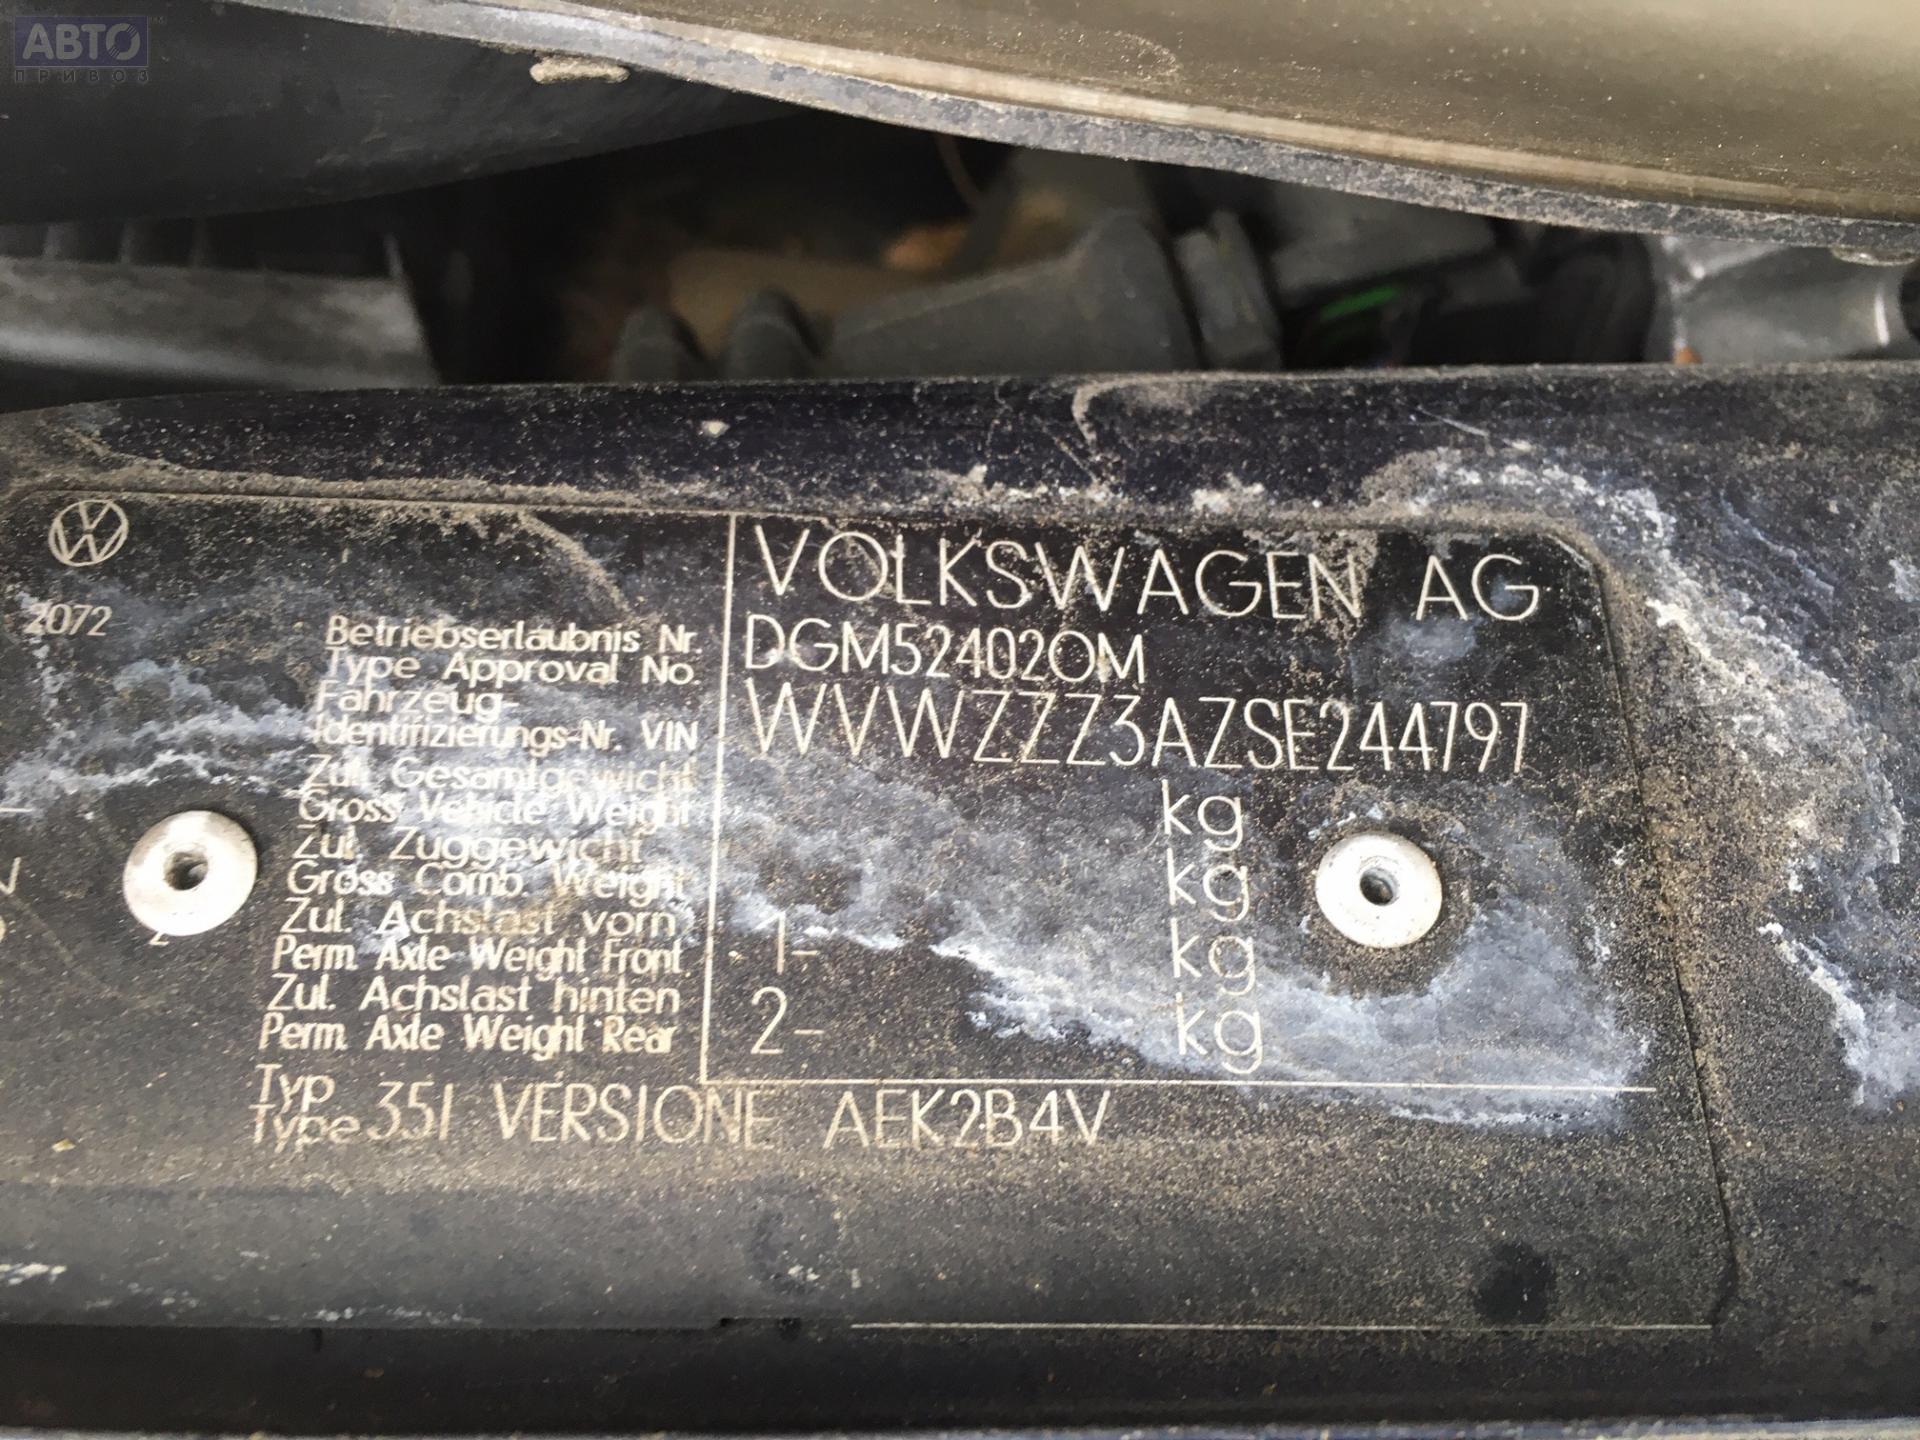 АВТО
ПРИВОЗ
2072
VOLKSWAGEN AG
Betriebserlaubnis Nr.
Type Approval No.
DGM524020M
Fahrzeug-
Identifizierungs-Nr. VIN
WVWZZZ3AZSE244797
Zul. Gesamtgewicht
Gross Vehicle Weight
kg
Zul. Zuggewicht
Gross Comb. Weight
kg
Zul. Achslast vorn
Perm. Axle Weight Front
1- kg
Zul. Achslast hinten
Perm. Axle Weight Rear
2- kg
Typ
Type 35I VERSIONE AEK2B4V